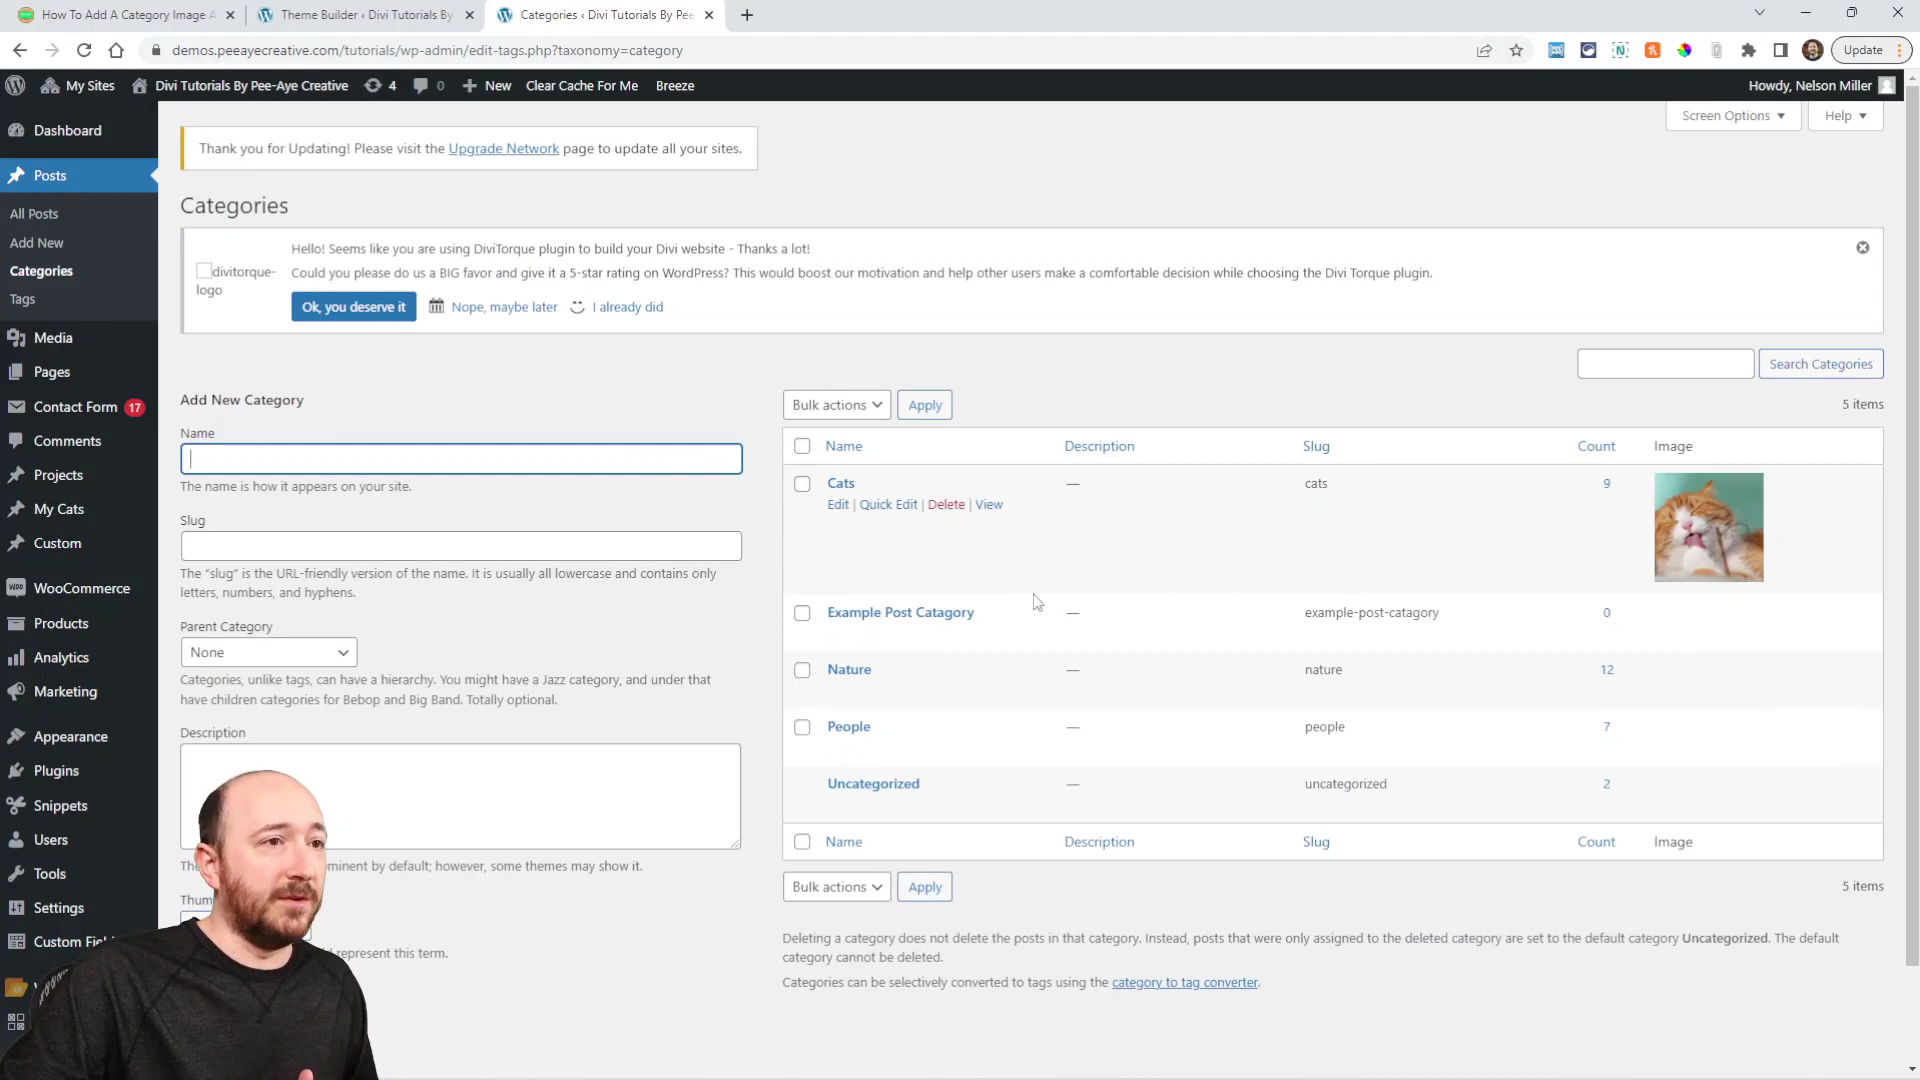 How To Add A Category Image A
Theme Builder ‹ Divi Tutorials By
Categories ‹ Divi Tutorials By Pee
demos.peeayecreative.com/tutorials/wp-admin/edit-tags.php?taxonomy=category
Update
My Sites
Divi Tutorials By Pee-Aye Creative
4
0
New
Clear Cache For Me
Breeze
Howdy, Nelson Miller
Dashboard
Posts
All Posts
Add New
Categories
Tags
Media
Pages
Contact Form 17
Comments
Projects
My Cats
Custom
WooCommerce
Products
Analytics
Marketing
Appearance
Plugins
Snippets
Users
Tools
Settings
Custom Fiel
Screen Options
Help
Thank you for Updating! Please visit the Upgrade Network page to update all your sites.
Categories
divitorque-
logo
Hello! Seems like you are using DiviTorque plugin to build your Divi website - Thanks a lot!
Could you please do us a BIG favor and give it a 5-star rating on WordPress? This would boost our motivation and help other users make a comfortable decision while choosing the Divi Torque plugin.
Ok, you deserve it
Nope, maybe later
I already did
Search Categories
Add New Category
Name
The name is how it appears on your site.
Slug
The “slug” is the URL-friendly version of the name. It is usually all lowercase and contains only
letters, numbers, and hyphens.
Parent Category
None
Categories, unlike tags, can have a hierarchy. You might have a Jazz category, and under that
have children categories for Bebop and Big Band. Totally optional.
Description
The minent by default; however, some themes may show it.
Thum
represent this term.
Bulk actions
Apply
5 items
Name Description Slug Count Image
Cats — cats 9
Edit | Quick Edit | Delete | View
Example Post Catagory — example-post-catagory 0
Nature — nature 12
People — people 7
Uncategorized — uncategorized 2
Name Description Slug Count Image
Bulk actions
Apply
5 items
Deleting a category does not delete the posts in that category. Instead, posts that were only assigned to the deleted category are set to the default category Uncategorized. The default
category cannot be deleted.
Categories can be selectively converted to tags using the category to tag converter.